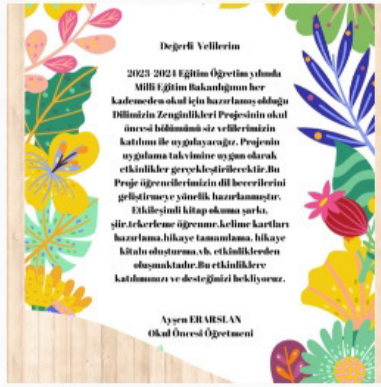 Değerli Velilerim
2023-2024 Eğitim Öğretim yılında
Milli Eğitim Bakanlığının her
kademeden okul için hazırlamış olduğu
Dilimizin Zenginlikleri Projesinin okul
öncesi bölümünü siz velilerimizin
katılımı ile uygulayacağız. Projenin
uygulama takvimine uygun olarak
etkinlikler gerçekleştirilecektir.Bu
Proje öğrencilerimizin dil becerilerini
geliştirmeye yönelik hazırlanmıştır.
Etkileşimli kitap okuma şarkı,
şiir,tekerleme öğrenme,kelime kartları
hazırlama,hikaye tamamlama, hikaye
kitabı oluşturma,vb. etkinliklerden
oluşmaktadır.Bu etkinliklere
katılımınızı ve desteğinizi bekliyoruz.
Ayşen ERARSLAN
Okul Öncesi Öğretmeni